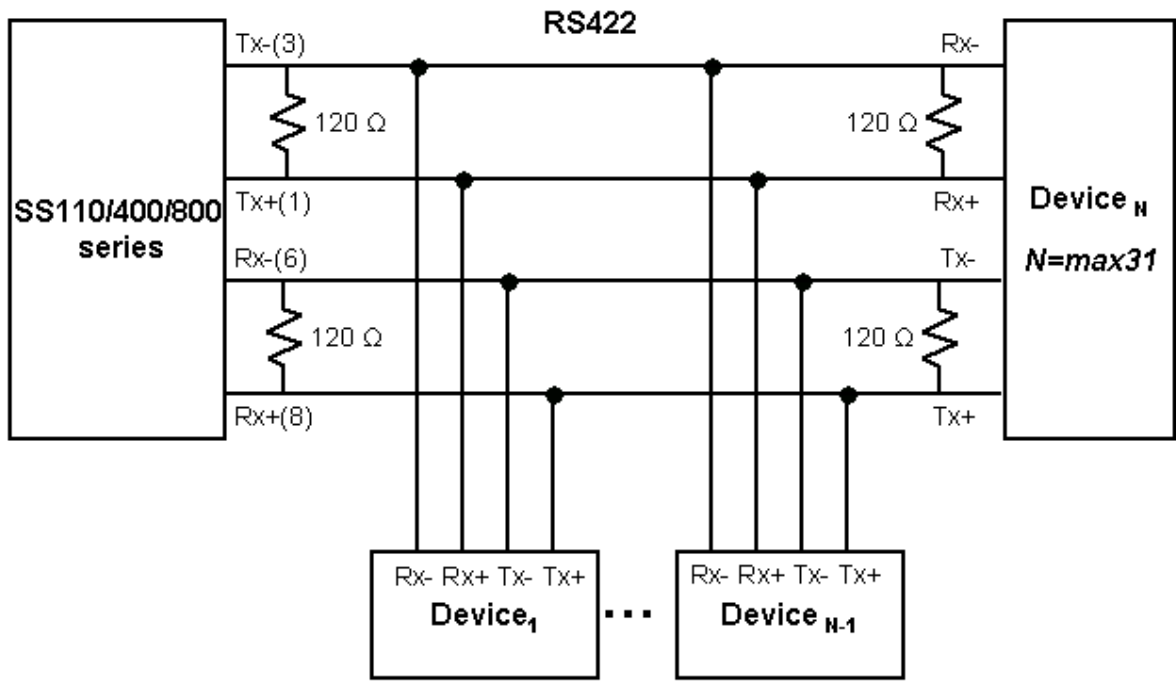 RS422
Tx-(3)
Rx-
120 Ω
120 Ω
Tx+(1)
Rx+
SS110/400/800
series
Device N
N=max31
Rx-(6)
Tx-
120 Ω
120 Ω
Rx+(8)
Tx+
Rx- Rx+ Tx- Tx+
Device1
...
Rx- Rx+ Tx- Tx+
Device N-1